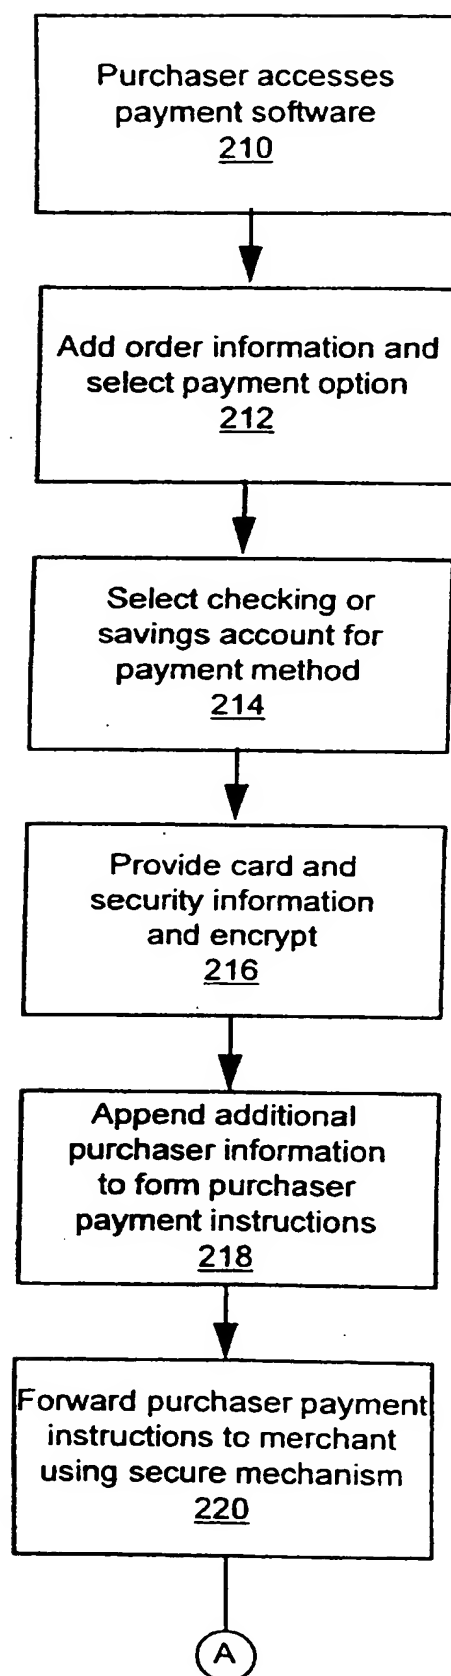 Purchaser accesses
payment software
210
Add order information and
select payment option
212
Select checking or
savings account for
payment method
214
Provide card and
security information
and encrypt
216
Append additional
purchaser information
to form purchaser
payment instructions
218
Forward purchaser payment
instructions to merchant
using secure mechanism
220
A